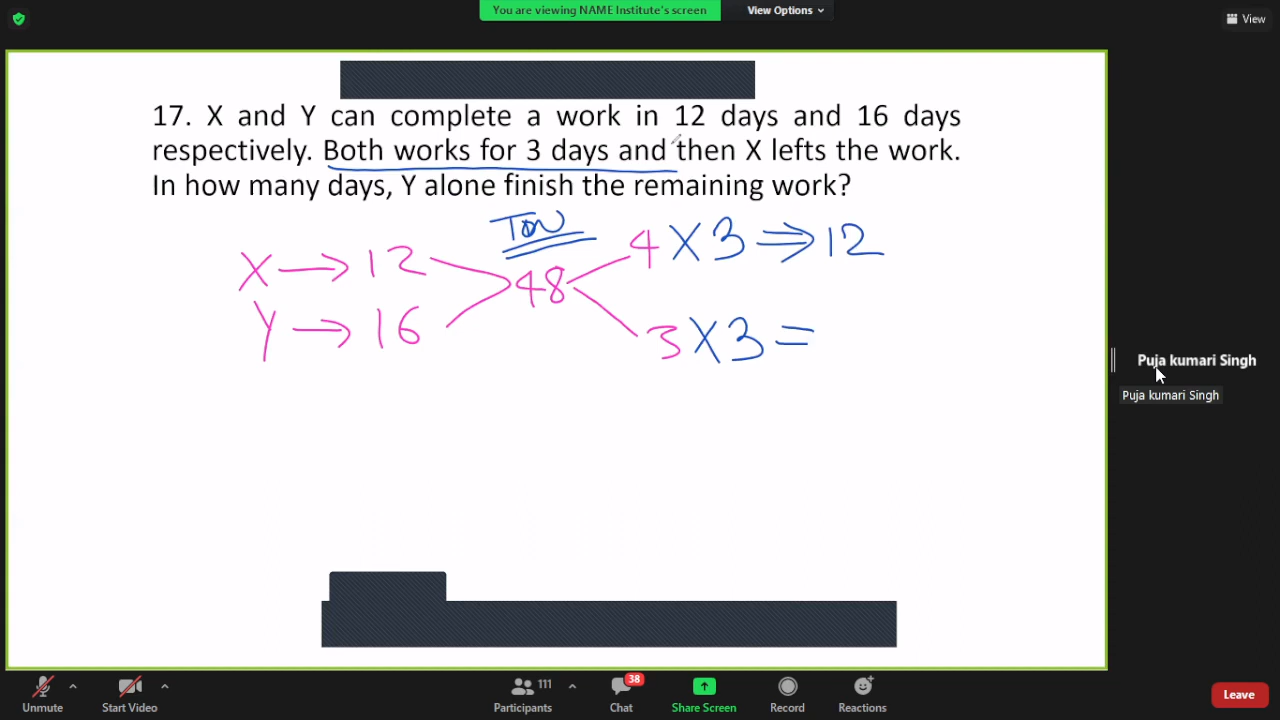 You are viewing NAME Institute's screen
View Options
View
17. X and Y can complete a work in 12 days and 16 days
respectively. Both works for 3 days and then X lefts the work.
In how many days, Y alone finish the remaining work?
TOW
X → 12
48
4 X 3 ⇒ 12
Y → 16
3 X 3 =
Puja kumari Singh
Puja kumari Singh
Unmute
Start Video
111
Participants
38
Chat
Share Screen
Record
Reactions
Leave